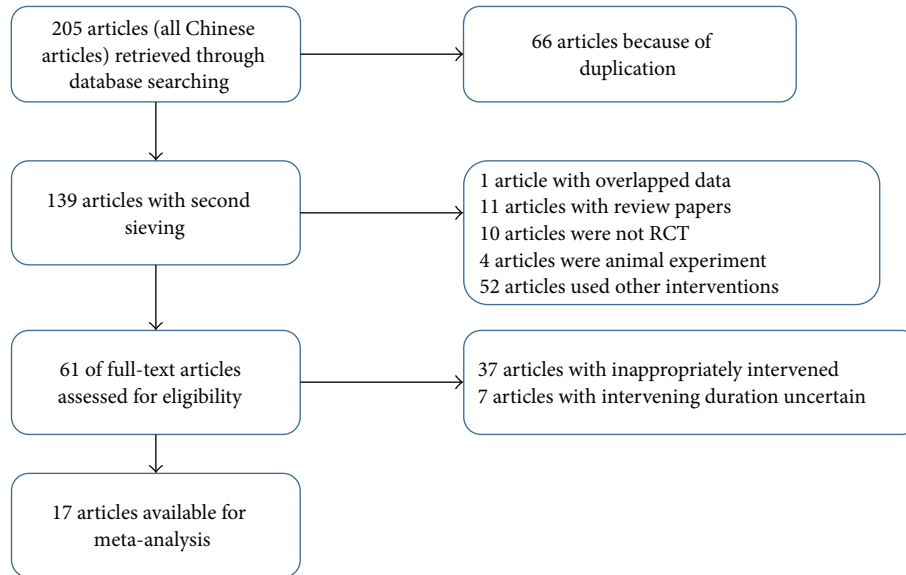 205 articles (all Chinese
articles) retrieved through
database searching
66 articles because of
duplication
139 articles with second
sieving
1 article with overlapped data
11 articles with review papers
10 articles were not RCT
4 articles were animal experiment
52 articles used other interventions
61 of full-text articles
assessed for eligibility
37 articles with inappropriately intervened
7 articles with intervening duration uncertain
17 articles available for
meta-analysis